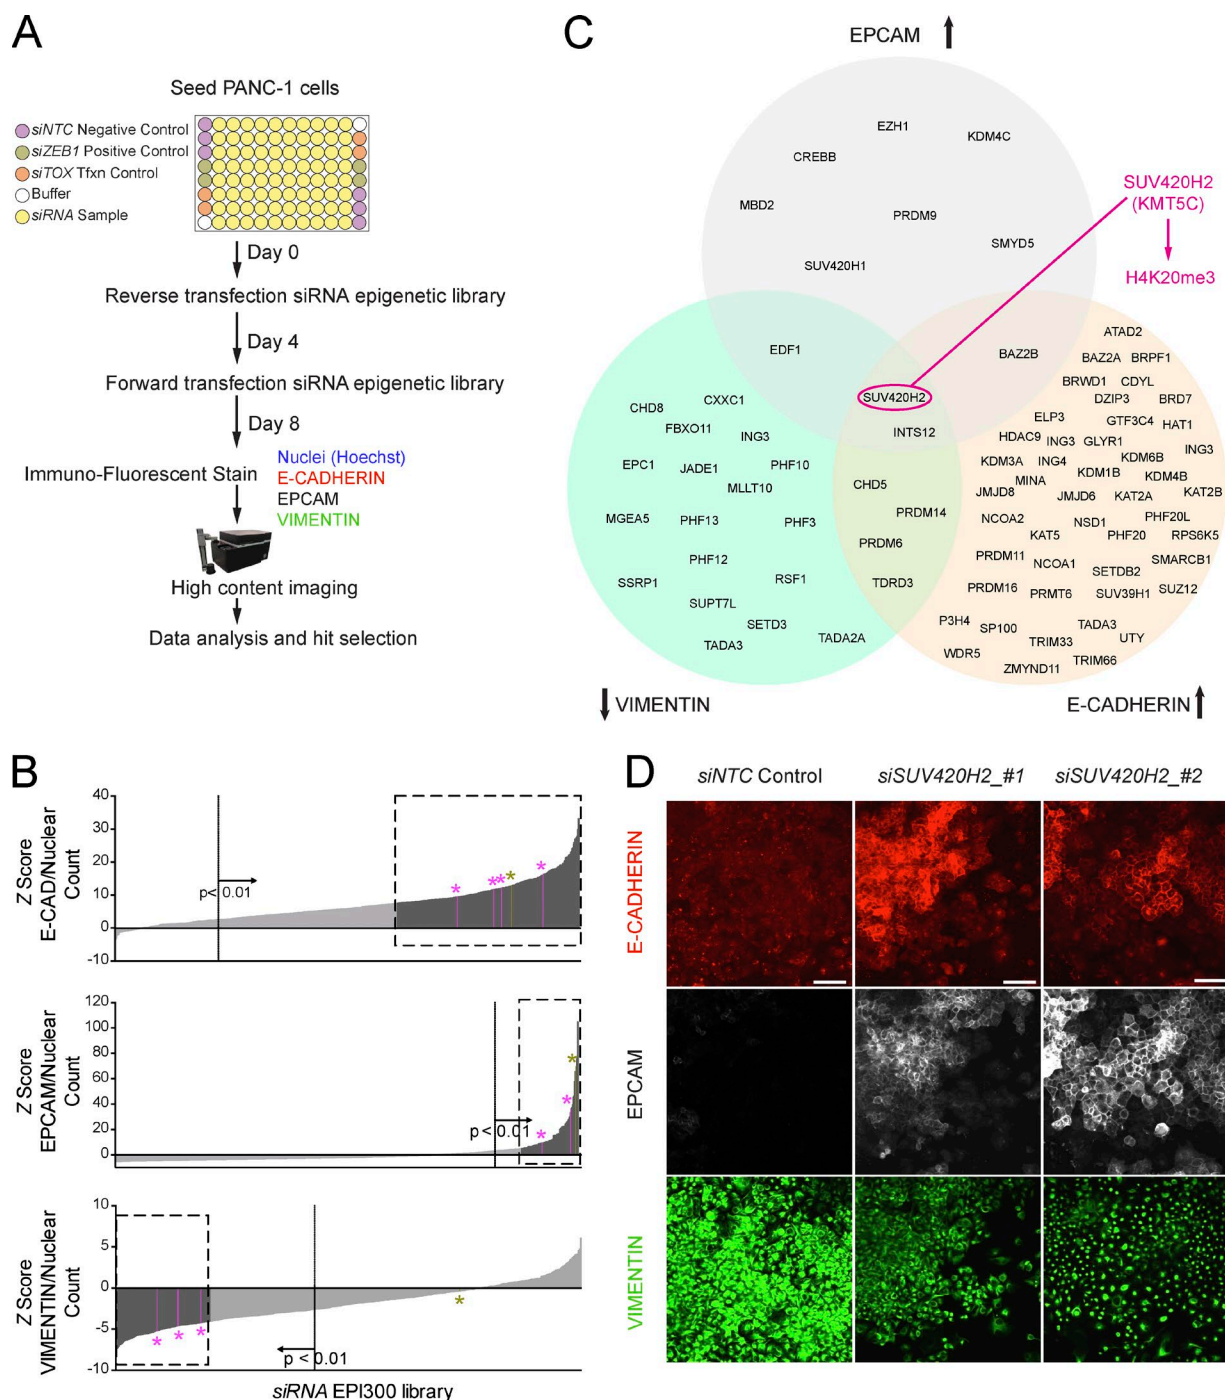 A
Seed PANC-1 cells
siNTC Negative Control
siZEB1 Positive Control
siTOX Tfxn Control
Buffer
siRNA Sample
Day 0
Reverse transfection siRNA epigenetic library
Day 4
Forward transfection siRNA epigenetic library
Day 8
Immuno-Fluorescent Stain
Nuclei (Hoechst)
E-CADHERIN
EPCAM
VIMENTIN
High content imaging
Data analysis and hit selection
C
EPCAM
EZH1
KDM4C
CREBB
MBD2
PRDM9
SMYD5
SUV420H1
SUV420H2
(KMT5C)
H4K20me3
EDF1
BAZ2B
SUV420H2
INTS12
CHD5
PRDM14
PRDM6
TDRD3
CHD8
CXXC1
FBXO11
ING3
EPC1
JADE1
PHF10
MLLT10
MGEA5
PHF13
PHF3
PHF12
SSRP1
RSF1
SUPT7L
SETD3
TADA3
TADA2A
ATAD2
BAZ2A BRPF1
BRWD1 CDYL
DZIP3 BRD7
ELP3 GTF3C4 HAT1
HDAC9 ING3 GLYR1 ING3
KDM3A ING4 KDM6B
KDM1B KDM4B
MINA
JMJD8 JMJD6 KAT2A KAT2B
NCOA2 NSD1 PHF20L
KAT5 PHF20 RPS6K5
PRDM11 NCOA1 SMARCB1
SETDB2
PRDM16 PRMT6 SUV39H1 SUZ12
P3H4 SP100 TADA3
TRIM33 UTY
WDR5 TRIM66
ZMYND11
VIMENTIN
E-CADHERIN
B
Z Score
E-CAD/Nuclear
Count
40
30
20
10
0
-10
p< 0.01
* * * * *
Z Score
EPCAM/Nuclear
Count
120
100
80
60
40
20
0
p< 0.01
* * *
Z Score
VIMENTIN/Nuclear
Count
10
5
0
-5
-10
p< 0.01
* * * *
siRNA EPI300 library
D
siNTC Control
siSUV420H2_#1
siSUV420H2_#2
E-CADHERIN
EPCAM
VIMENTIN